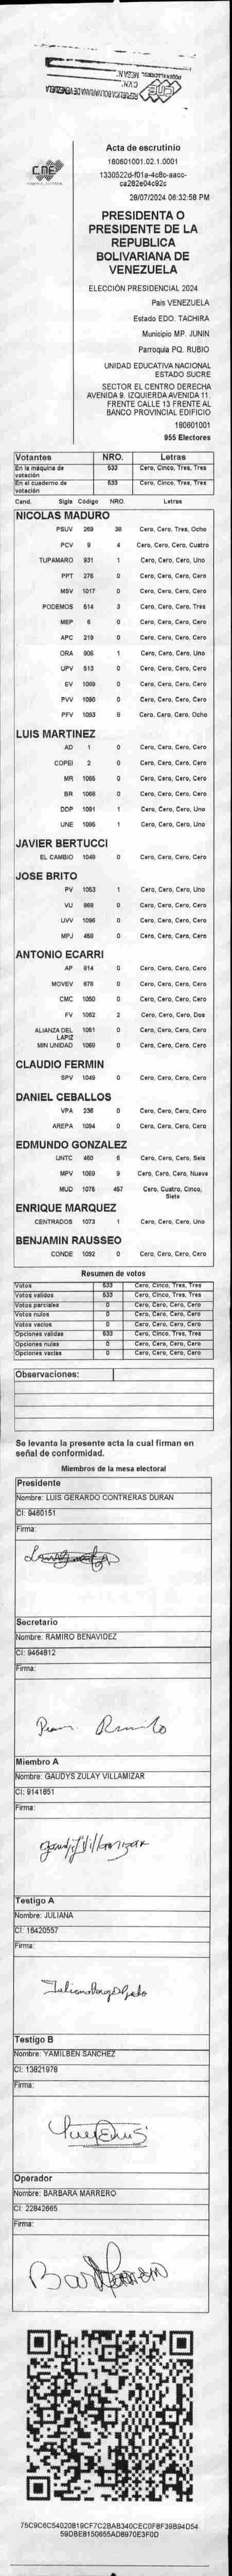 CNE
Acta de escrutinio
180601001.02.1.0001
28/07/2024 06:32:58 PM
PRESIDENTA O
PRESIDENTE DE LA
REPUBLICA
BOLIVARIANA DE
VENEZUELA
ELECCIÓN PRESIDENCIAL 2024
País VENEZUELA
Estado EDO. TACHIRA
Municipio MP. JUNIN
Parroquia PQ. RUBIO
UNIDAD EDUCATIVA NACIONAL
ESTADO SUCRE
SECTOR EL CENTRO DERECHA
AVENIDA 9. IZQUIERDA AVENIDA 11.
FRENTE CALLE 13 FRENTE AL
BANCO PROVINCIAL EDIFICIO
180601001
955 Electores
Votantes NRO. Letras
En la máquina de votación 533 Cero, Cinco, Tres, Tres
En el cuaderno de votación 533 Cero, Cinco, Tres, Tres
Cand. Sigla Código NRO. Letras
NICOLAS MADURO
PSUV 269 38 Cero, Cero, Tres, Ocho
PCV 9 4 Cero, Cero, Cero, Cuatro
TUPAMARO 931 1 Cero, Cero, Cero, Uno
PPT 276 0 Cero, Cero, Cero, Cero
MSV 1017 0 Cero, Cero, Cero, Cero
PODEMOS 514 3 Cero, Cero, Cero, Tres
MEP 6 0 Cero, Cero, Cero, Cero
APC 219 0 Cero, Cero, Cero, Cero
ORA 906 1 Cero, Cero, Cero, Uno
UPV 513 0 Cero, Cero, Cero, Cero
EV 1089 0 Cero, Cero, Cero, Cero
PVV 1090 0 Cero, Cero, Cero, Cero
PFV 1093 8 Cero, Cero, Cero, Ocho
LUIS MARTINEZ
AD 1 0 Cero, Cero, Cero, Cero
COPEI 2 0 Cero, Cero, Cero, Cero
MR 1065 0 Cero, Cero, Cero, Cero
BR 1066 0 Cero, Cero, Cero, Cero
DDP 1091 1 Cero, Cero, Cero, Uno
UNE 1095 1 Cero, Cero, Cero, Uno
JAVIER BERTUCCI
EL CAMBIO 1048 0 Cero, Cero, Cero, Cero
JOSE BRITO
PV 1053 1 Cero, Cero, Cero, Uno
VU 969 0 Cero, Cero, Cero, Cero
UVV 1096 0 Cero, Cero, Cero, Cero
MPJ 450 0 Cero, Cero, Cero, Cero
ANTONIO ECARRI
AP 814 0 Cero, Cero, Cero, Cero
MOVEV 878 0 Cero, Cero, Cero, Cero
CMC 1050 0 Cero, Cero, Cero, Cero
FV 1062 2 Cero, Cero, Cero, Dos
ALIANZA DEL LAPIZ 1061 0 Cero, Cero, Cero, Cero
MIN UNIDAD 1068 0 Cero, Cero, Cero, Cero
CLAUDIO FERMIN
SPV 1049 0 Cero, Cero, Cero, Cero
DANIEL CEBALLOS
VPA 236 0 Cero, Cero, Cero, Cero
AREPA 1094 0 Cero, Cero, Cero, Cero
EDMUNDO GONZALEZ
UNTC 460 6 Cero, Cero, Cero, Seis
MPV 1069 9 Cero, Cero, Cero, Nueve
MUD 1076 457 Cero, Cuatro, Cinco, Siete
ENRIQUE MARQUEZ
CENTRADOS 1073 1 Cero, Cero, Cero, Uno
BENJAMIN RAUSSEO
CONDE 1092 0 Cero, Cero, Cero, Cero
Resumen de votos
Votos 533 Cero, Cinco, Tres, Tres
Votos validos 533 Cero, Cinco, Tres, Tres
Votos parciales 0 Cero, Cero, Cero, Cero
Votos nulos 0 Cero, Cero, Cero, Cero
Votos vacios 0 Cero, Cero, Cero, Cero
Opciones validas 533 Cero, Cinco, Tres, Tres
Opciones nulas 0 Cero, Cero, Cero, Cero
Opciones vacias 0 Cero, Cero, Cero, Cero
Observaciones:
Se levanta la presente acta la cual firman en
señal de conformidad.
Miembros de la mesa electoral
Presidente
Nombre: LUIS GERARDO CONTRERAS DURAN
CI: 9460151
Firma:
Secretario
Nombre: RAMIRO BENAVIDEZ
CI: 9464812
Firma:
Miembro A
Nombre: GAUDYS ZULAY VILLAMIZAR
CI: 9141851
Firma:
Testigo A
Nombre: JULIANA
CI: 16420557
Firma:
Testigo B
Nombre: YAMILBEN SANCHEZ
CI: 13821978
Firma:
Operador
Nombre: BARBARA MARRERO
CI: 22842665
Firma: